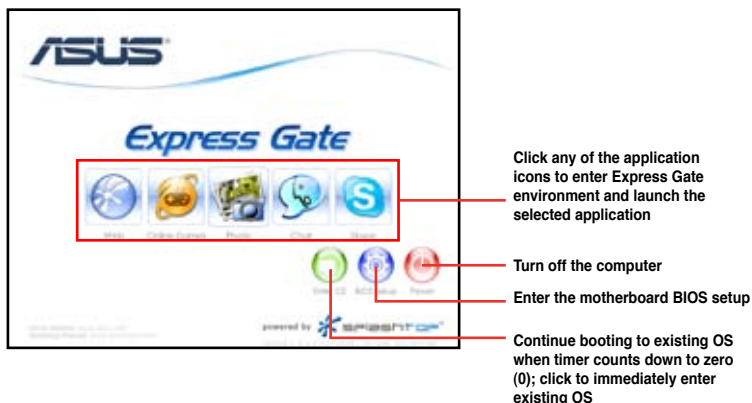 ASUS
Express Gate
Web
Online Games
Photo
Chat
Skype
Enter OS
BIOS Setup
Power
powered by splashtop
Click any of the application
icons to enter Express Gate
environment and launch the
selected application
Turn off the computer
Enter the motherboard BIOS setup
Continue booting to existing OS
when timer counts down to zero
(0); click to immediately enter
existing OS